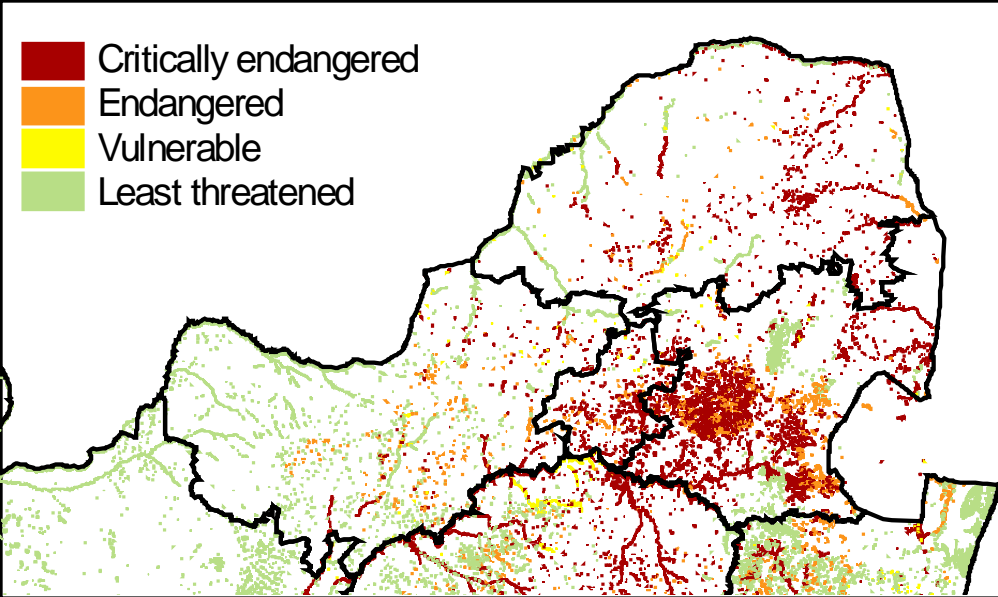 Critically endangered
Endangered
Vulnerable
Least threatened